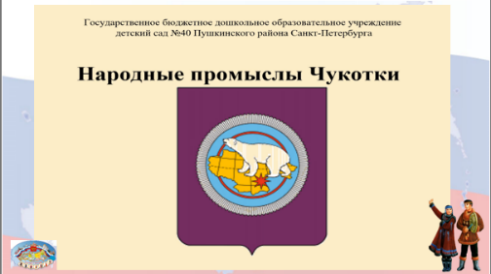 Государственное бюджетное дошкольное образовательное учреждение
детский сад №40 Пушкинского района Санкт-Петербурга
Народные промыслы Чукотки